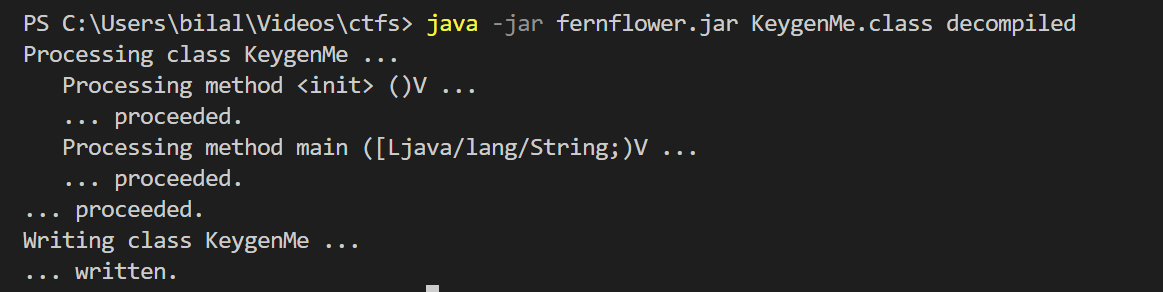 PS C:\Users\bilal\Videos\ctfs> java -jar fernflower.jar KeygenMe.class decompiled
Processing class KeygenMe ...
   Processing method <init> ()V ...
   ... proceeded.
   Processing method main ([Ljava/lang/String;)V ...
   ... proceeded.
... proceeded.
Writing class KeygenMe ...
... written.